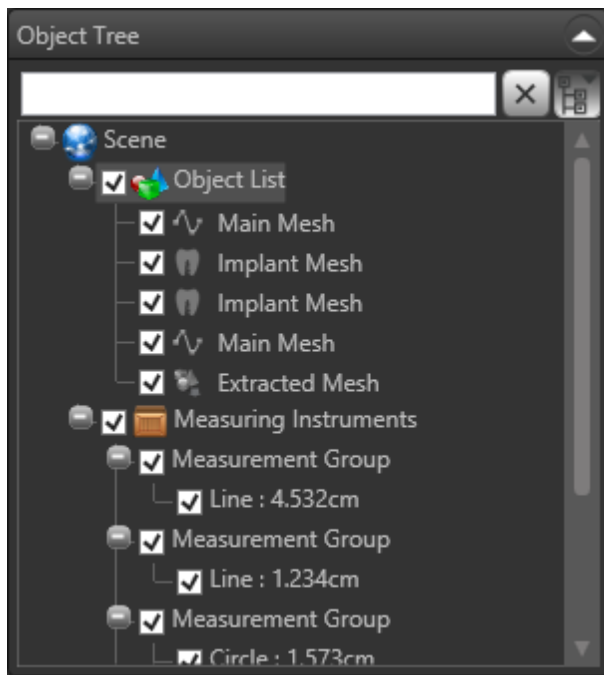 Object Tree
Scene
Object List
Main Mesh
Implant Mesh
Implant Mesh
Main Mesh
Extracted Mesh
Measuring Instruments
Measurement Group
Line : 4.532cm
Measurement Group
Line : 1.234cm
Measurement Group
Circle : 1.573cm